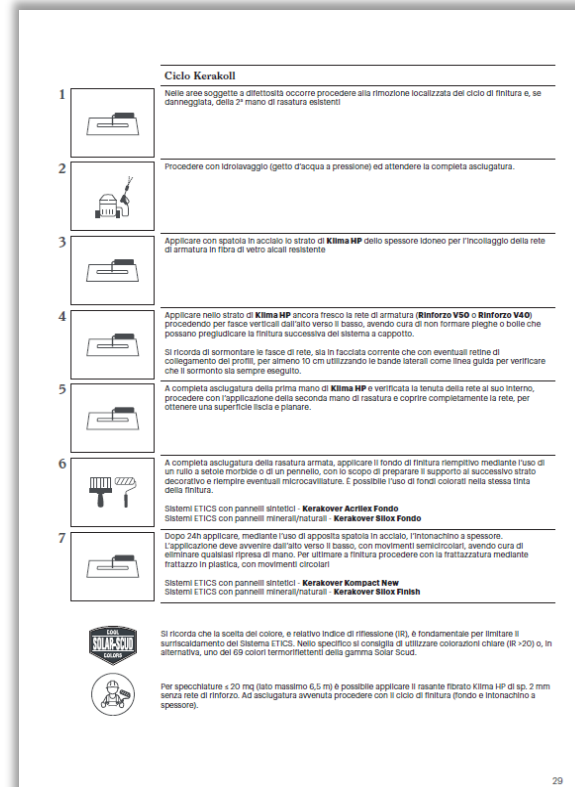 Ciclo Kerakoll
1
Nelle aree soggette a difettosità occorre procedere alla rimozione localizzata del ciclo di finitura e, se
danneggiata, della 2ª mano di rasatura esistenti
2
Procedere con idrolavaggio (getto d'acqua a pressione) ed attendere la completa asciugatura.
3
Applicare con spatola in acciaio lo strato di Klima HP dello spessore idoneo per l'incollaggio della rete
di armatura in fibra di vetro alcali resistente
4
Applicare nello strato di Klima HP ancora fresco la rete di armatura (Rinforzo V50 o Rinforzo V40)
procedendo per fasce verticali dall'alto verso il basso, avendo cura di non formare pieghe o bolle che
possano pregiudicare la finitura successiva del sistema a cappotto.
Si ricorda di sormontare le fasce di rete, sia in facciata corrente che con eventuali retine di
collegamento dei profili, per almeno 10 cm utilizzando le bande laterali come linea guida per verificare
che il sormonto sia sempre eseguito.
5
A completa asciugatura della prima mano di Klima HP e verificata la tenuta della rete al suo interno,
procedere con l'applicazione della seconda mano di rasatura e coprire completamente la rete, per
ottenere una superficie liscia e planare.
6
A completa asciugatura della rasatura armata, applicare il fondo di finitura riempitivo mediante l'uso di
un rullo a setole morbide o di un pennello, con lo scopo di preparare il supporto al successivo strato
decorativo e riempire eventuali microcavillature. È possibile l'uso di fondi colorati nella stessa tinta
della finitura.
Sistemi ETICS con pannelli sintetici - Kerakover Acrilex Fondo
Sistemi ETICS con pannelli minerali/naturali - Kerakover Silox Fondo
7
Dopo 24h applicare, mediante l'uso di apposita spatola in acciaio, l'intonachino a spessore.
L'applicazione deve avvenire dall'alto verso il basso, con movimenti semicircolari, avendo cura di
eliminare qualsiasi ripresa di mano. Per ultimare a finitura procedere con la frattazzatura mediante
frattazzo in plastica, con movimenti circolari
Sistemi ETICS con pannelli sintetici - Kerakover Kompact New
Sistemi ETICS con pannelli minerali/naturali - Kerakover Silox Finish
COOL
SOLAR-SCUD
COLORS
Si ricorda che la scelta del colore, e relativo indice di riflessione (IR), è fondamentale per limitare il
surriscaldamento del Sistema ETICS. Nello specifico si consiglia di utilizzare colorazioni chiare (IR >20) o, in
alternativa, uno dei 69 colori termoriflettenti della gamma Solar Scud.
Per specchiature ≤ 20 mq (lato massimo 6,5 m) è possibile applicare il rasante fibrato Klima HP di sp. 2 mm
senza rete di rinforzo. Ad asciugatura avvenuta procedere con il ciclo di finitura (fondo e intonachino a
spessore).
29